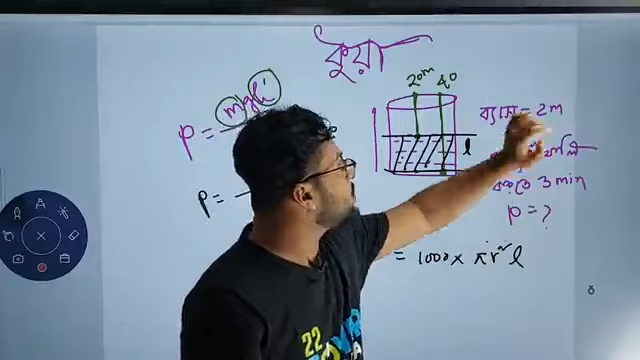 কুয়া
20m 40
P = mgh
ব্যাস = 2m
l
করতে 3 min
P =
P = ?
= 1000 × πr²l
22